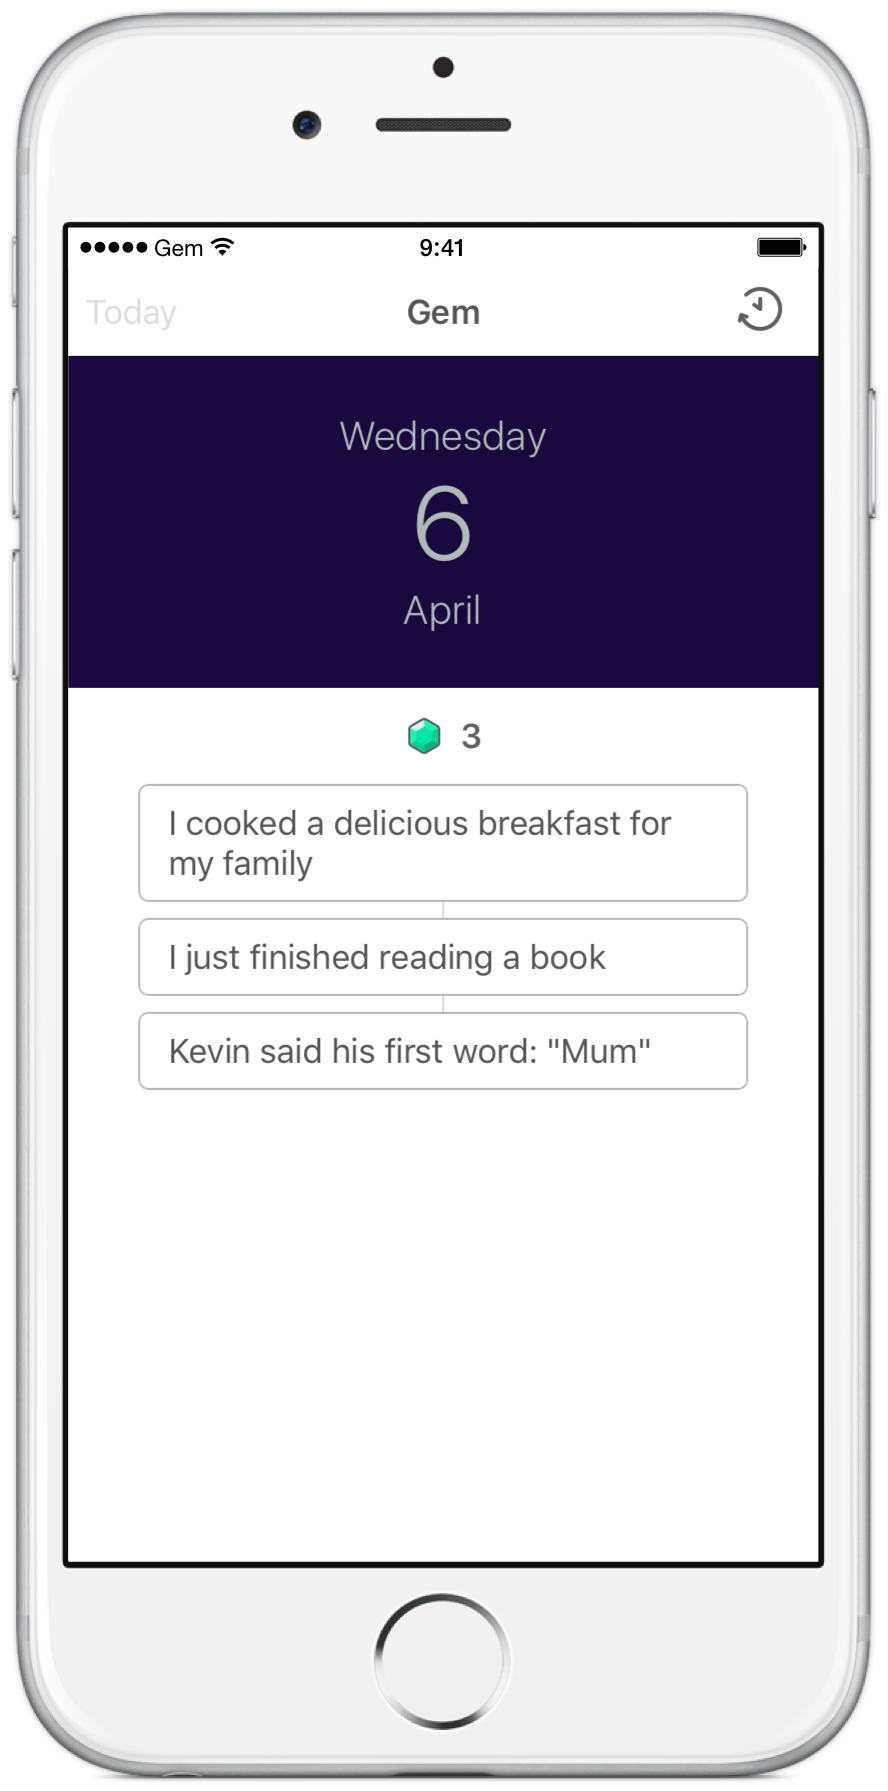 Gem 9:41
Today Gem
Wednesday
6
April
3
I cooked a delicious breakfast for
my family
I just finished reading a book
Kevin said his first word: "Mum"